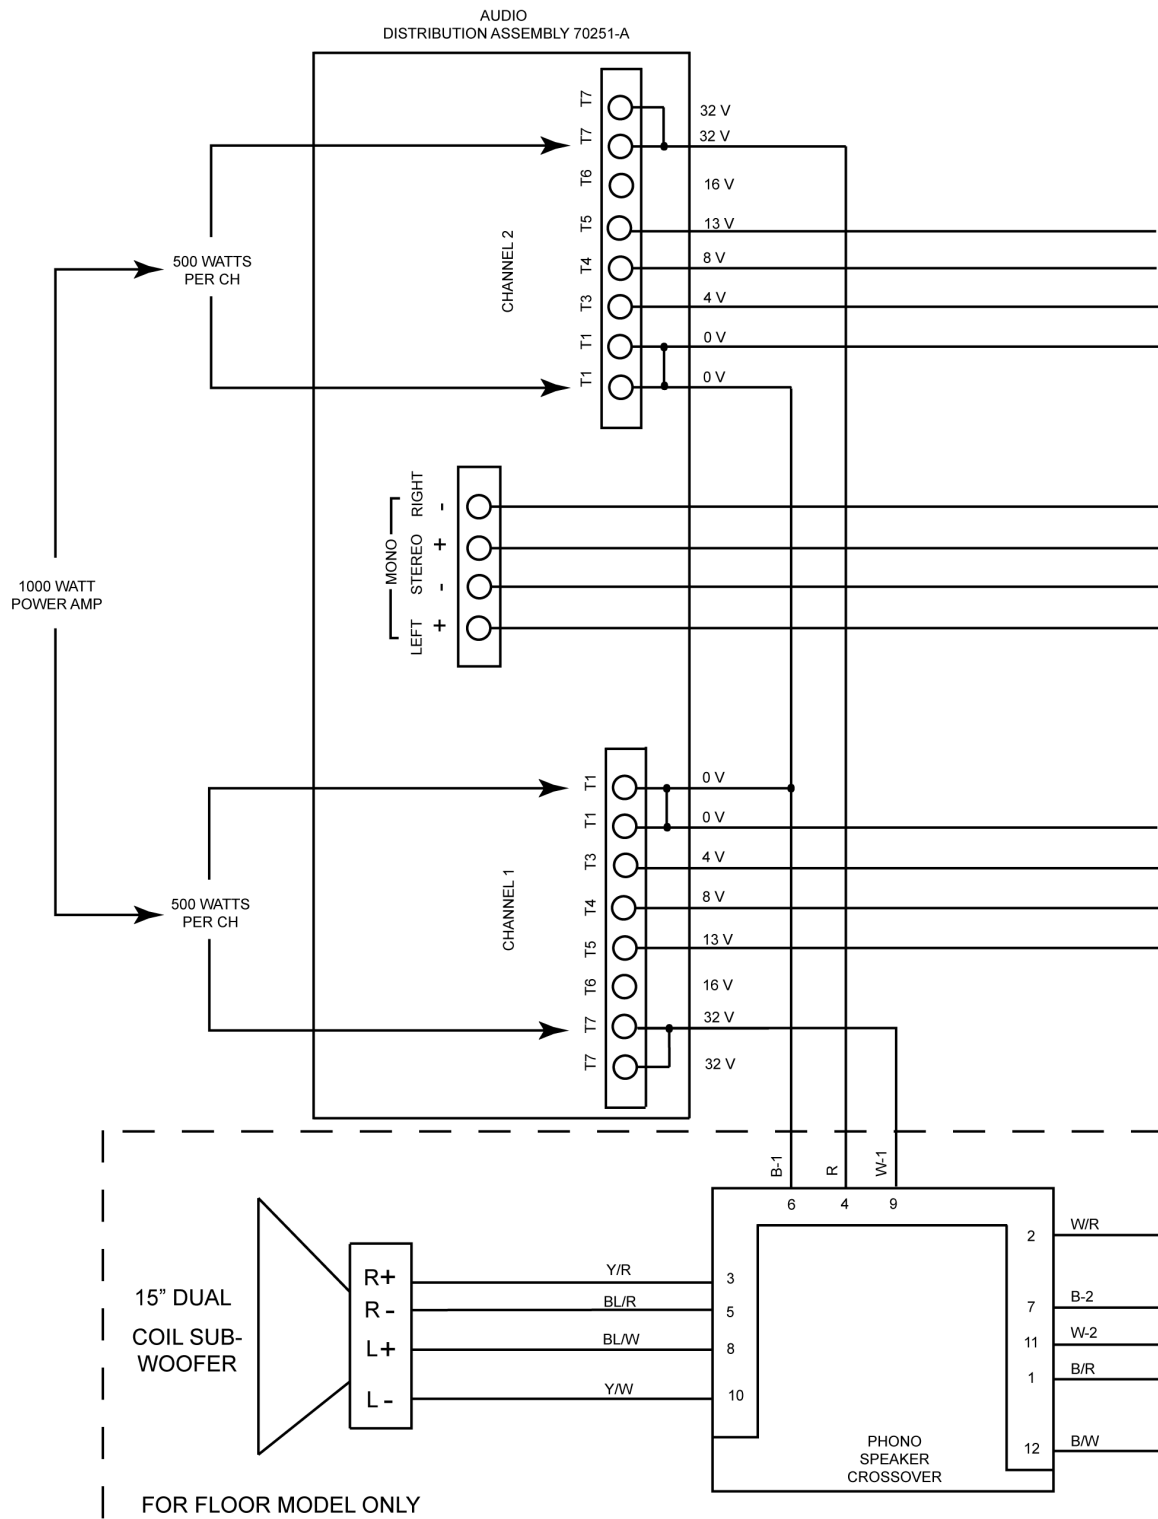 AUDIO
DISTRIBUTION ASSEMBLY 70251-A
T7
32 V
T7
32 V
T6
16 V
T5
13 V
T4
8 V
T3
4 V
T1
0 V
T1
0 V
CHANNEL 2
500 WATTS
PER CH
1000 WATT
POWER AMP
MONO
RIGHT
STEREO
LEFT
-
+
-
+
T1
0 V
T1
0 V
T3
4 V
T4
8 V
T5
13 V
T6
16 V
T7
32 V
T7
32 V
CHANNEL 1
500 WATTS
PER CH
B-1
R
W-1
6
4
9
15” DUAL
COIL SUB-
WOOFER
R+
R -
L+
L -
Y/R
BL/R
BL/W
Y/W
3
5
8
10
2
7
11
1
12
W/R
B-2
W-2
B/R
B/W
PHONO
SPEAKER
CROSSOVER
FOR FLOOR MODEL ONLY